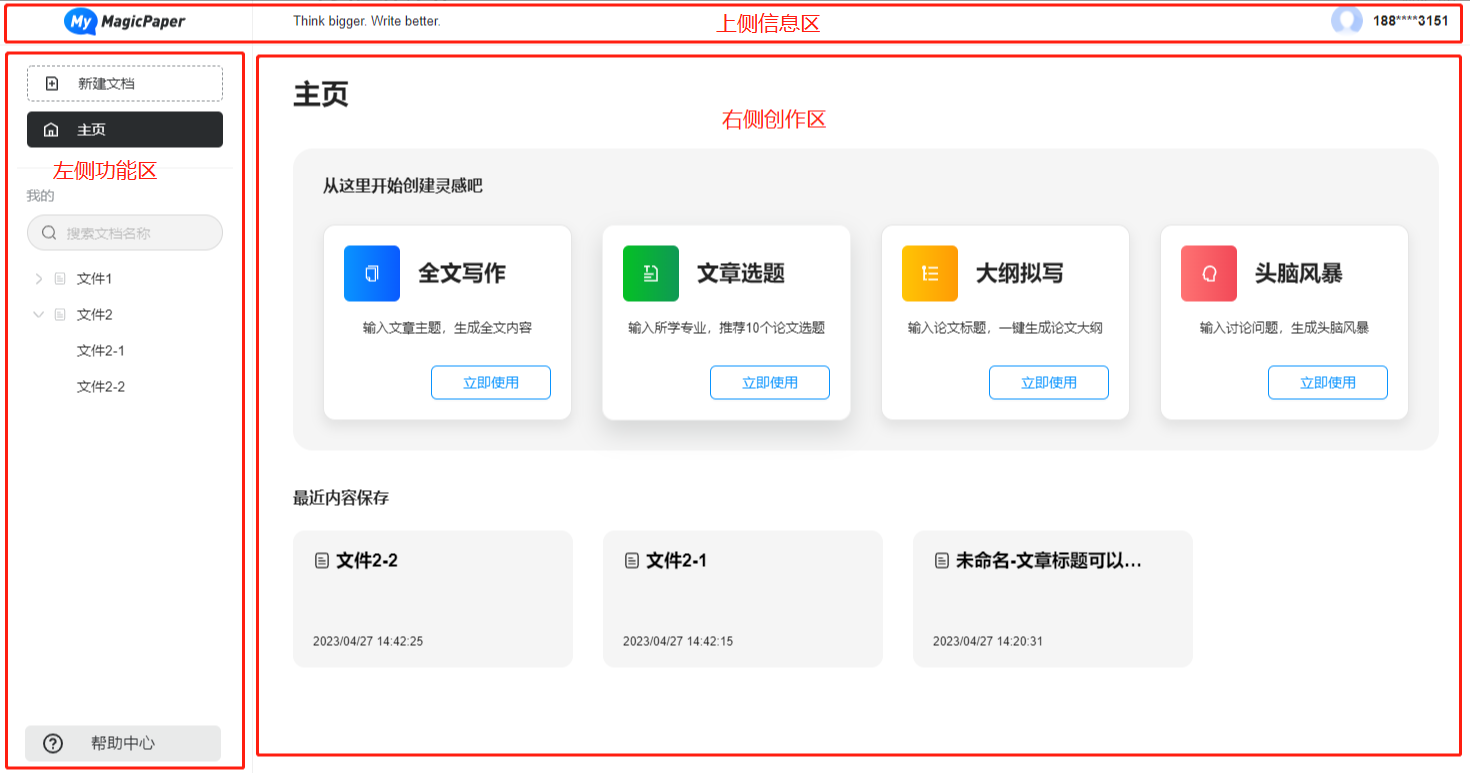 My MagicPaper
Think bigger. Write better.
上侧信息区
188****3151
新建文档
主页
左侧功能区
我的
搜索文档名称
文件1
文件2
文件2-1
文件2-2
帮助中心
主页
右侧创作区
从这里开始创建灵感吧
全文写作
输入文章主题，生成全文内容
立即使用
文章选题
输入所学专业，推荐10个论文选题
立即使用
大纲拟写
输入论文标题，一键生成论文大纲
立即使用
头脑风暴
输入讨论问题，生成头脑风暴
立即使用
最近内容保存
文件2-2
2023/04/27 14:42:25
文件2-1
2023/04/27 14:42:15
未命名-文章标题可以...
2023/04/27 14:20:31